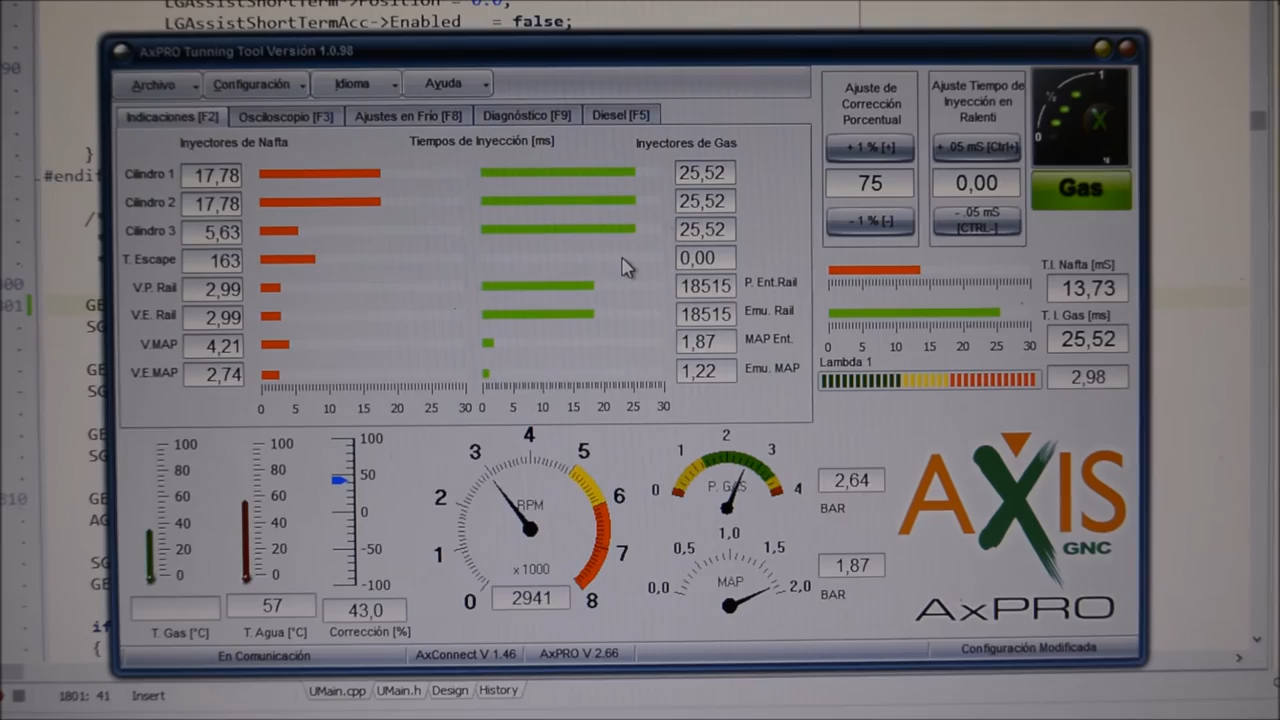 LGAssistShortTermAcc->Enabled = false;
AxPRO Tunning Tool Versión 1.0.98
Archivo Configuración Idioma Ayuda
Indicaciones [F2] Osciloscopio [F3] Ajustes en Frío [F8] Diagnóstico [F9] Diesel [F5]
Inyectores de Nafta Tiempos de Inyección [ms] Inyectores de Gas
Cilindro 1 17,78 25,52
Cilindro 2 17,78 25,52
Cilindro 3 5,63 25,52
T. Escape 163 0,00
V.P. Rail 2,99 18515 P. Ent.Rail
V.E. Rail 2,99 18515 Emu. Rail
V.MAP 4,21 1,87 MAP Ent.
V.E.MAP 2,74 1,22 Emu. MAP
0 5 10 15 20 25 30 0 5 10 15 20 25 30
Ajuste de
Corrección
Porcentual
+ 1 % [+]
75
- 1 % [-]
Ajuste Tiempo de
Inyección en
Ralenti
+ .05 mS [Ctrl+]
0,00
- .05 mS
[CTRL-]
1
%
0
X
Gas
T.I. Nafta [mS]
13,73
T. I. Gas [ms]
25,52
0 5 10 15 20 25 30
Lambda 1
2,98
100 100 100
80 80 50
60 60 0
40 40 -50
20 20 -100
0 0
57 43,0
T. Gas [°C] T. Agua [°C] Corrección [%]
0 1 2 3 4 5 6 7 8
RPM
x 1000
2941
0 1 2 3 4
P. GAS
2,64
BAR
0,0 0,5 1,0 1,5 2,0
MAP
1,87
BAR
AXIS
GNC
AxPRO
En Comunicación AxConnect V 1.46 AxPRO V 2.66 Configuración Modificada
1801: 41 Insert UMain.cpp UMain.h Design History